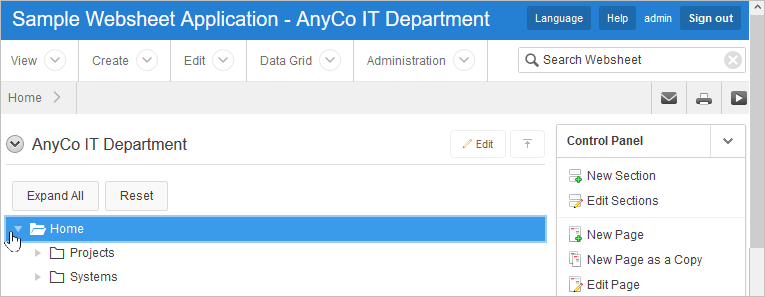 Sample Websheet Application - AnyCo IT Department Language Help admin Sign out
View Create Edit Data Grid Administration Search Websheet
Home
AnyCo IT Department Edit Control Panel
Expand All Reset
Home
Projects
Systems
New Section
Edit Sections
New Page
New Page as a Copy
Edit Page